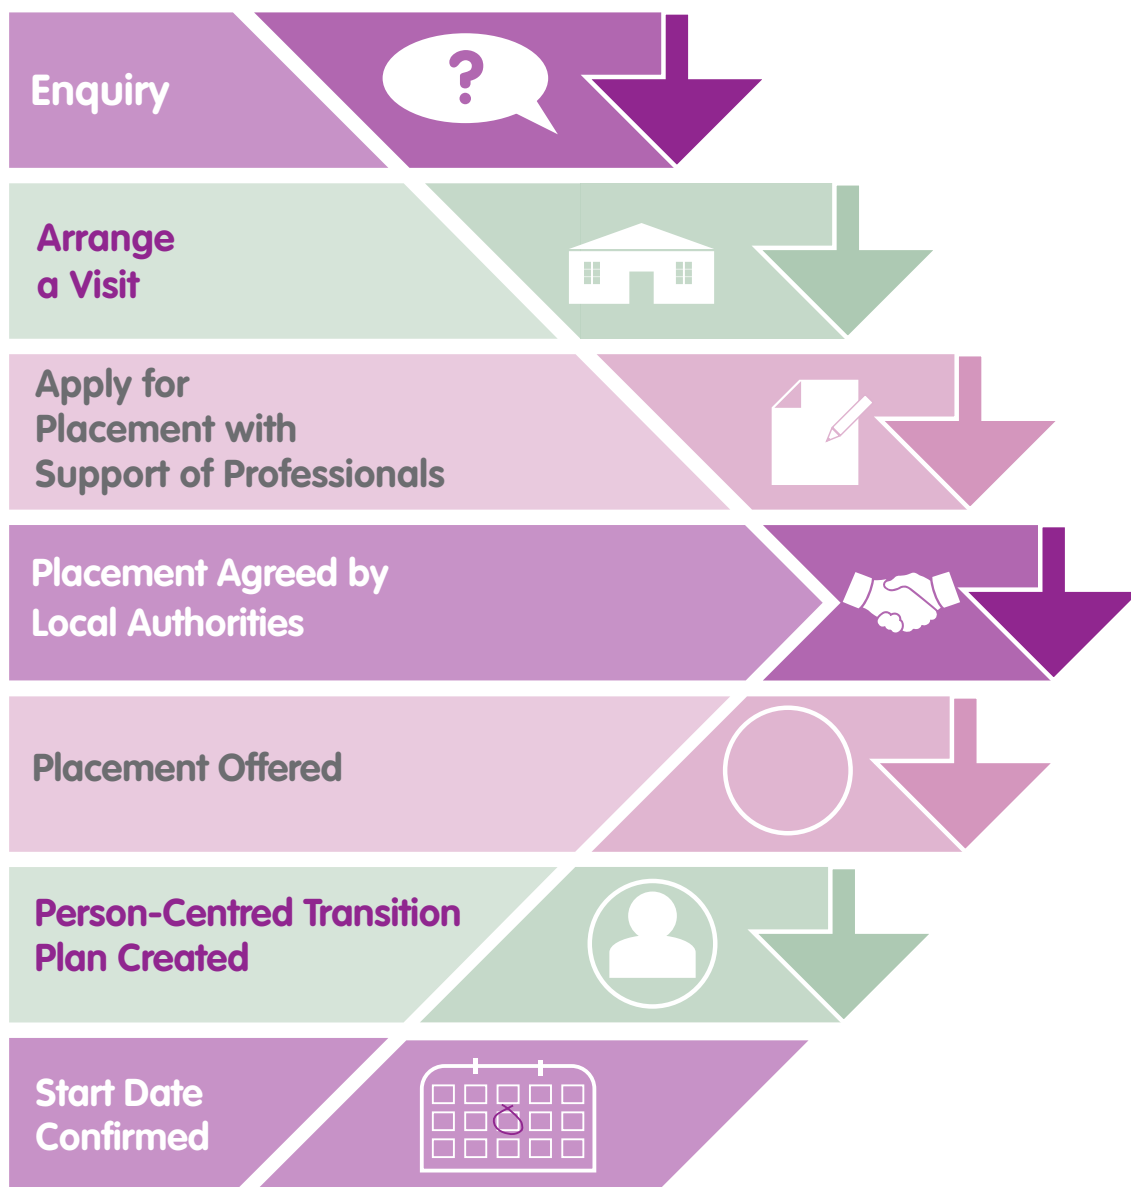 Enquiry
?
Arrange
a Visit
Apply for
Placement with
Support of Professionals
Placement Agreed by
Local Authorities
Placement Offered
Person-Centred Transition
Plan Created
Start Date
Confirmed